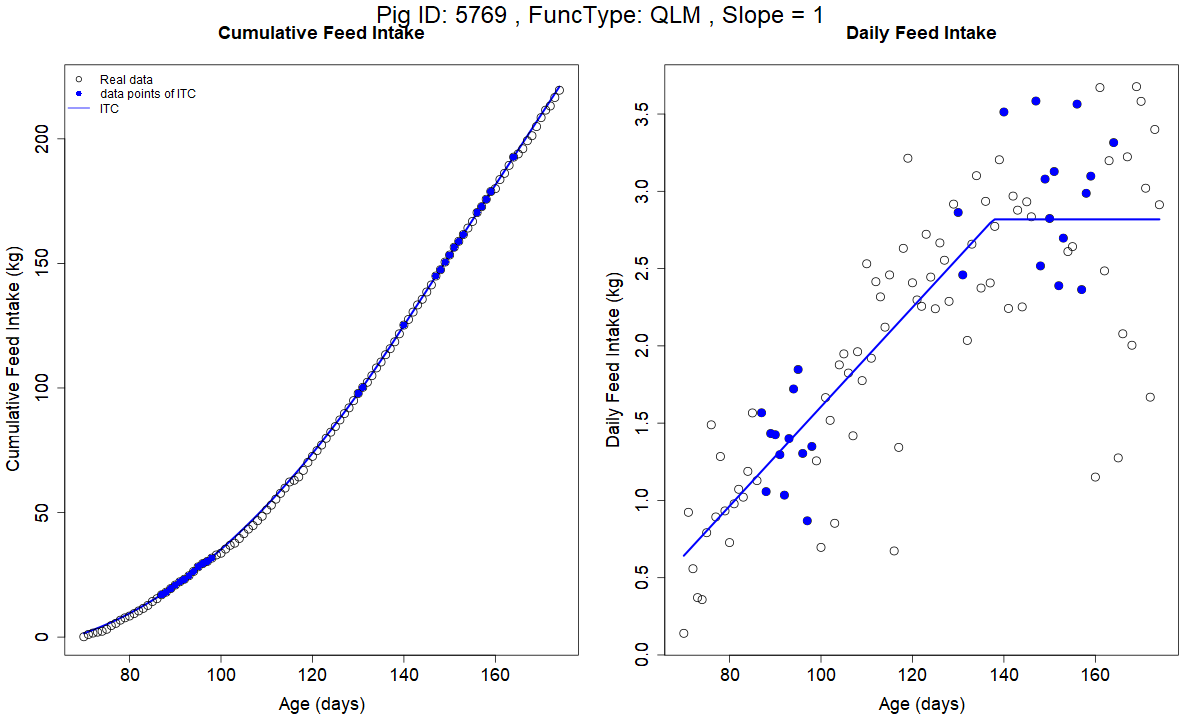 Pig ID: 5769 , FuncType: QLM , Slope = 1
Cumulative Feed Intake
Real data
data points of ITC
ITC
Cumulative Feed Intake (kg)
0
50
100
150
200
80
100
120
140
160
Age (days)
Daily Feed Intake
Daily Feed Intake (kg)
0.0
0.5
1.0
1.5
2.0
2.5
3.0
3.5
80
100
120
140
160
Age (days)